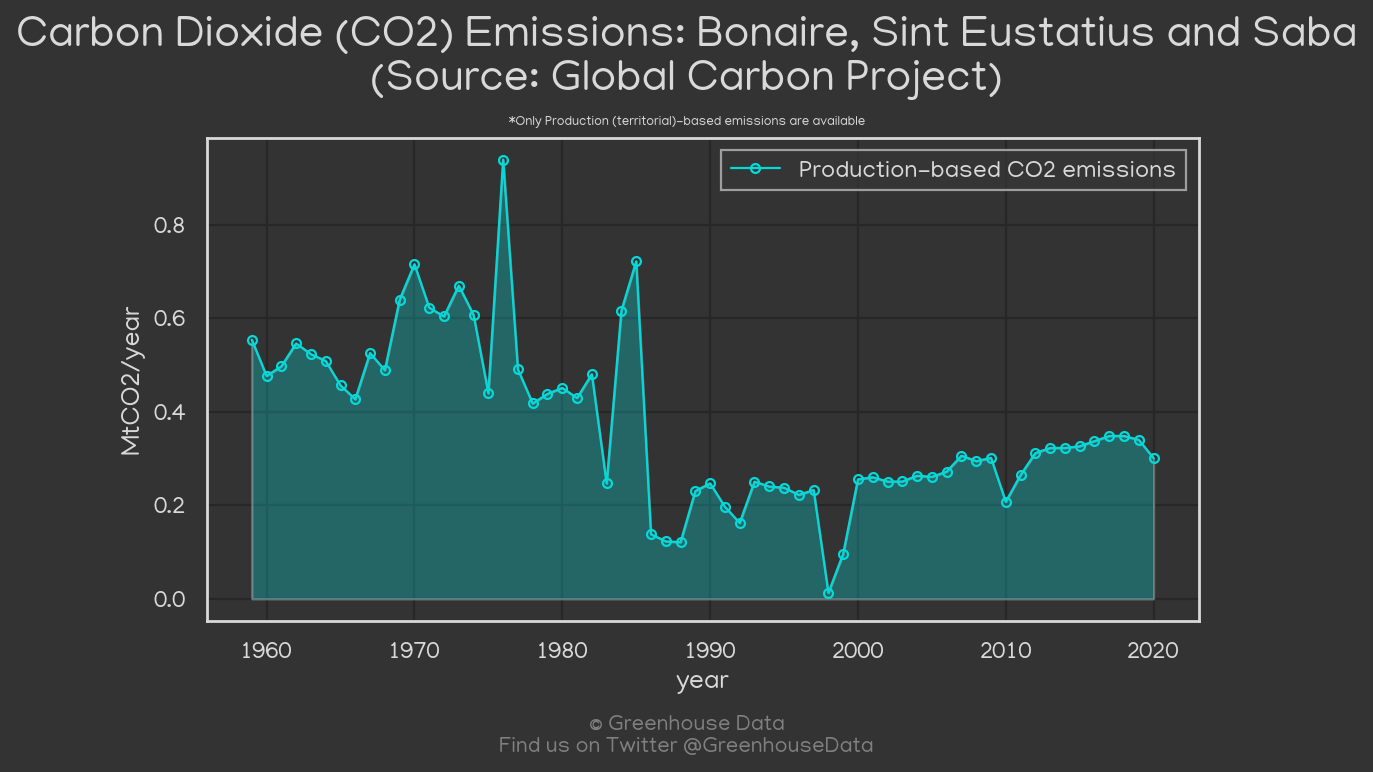 Carbon Dioxide (CO2) Emissions: Bonaire, Sint Eustatius and Saba
(Source: Global Carbon Project)
*Only Production (territorial)-based emissions are available
Production-based CO2 emissions
MtCO2/year
0.8
0.6
0.4
0.2
0.0
1960 1970 1980 1990 2000 2010 2020
year
© Greenhouse Data
Find us on Twitter @GreenhouseData